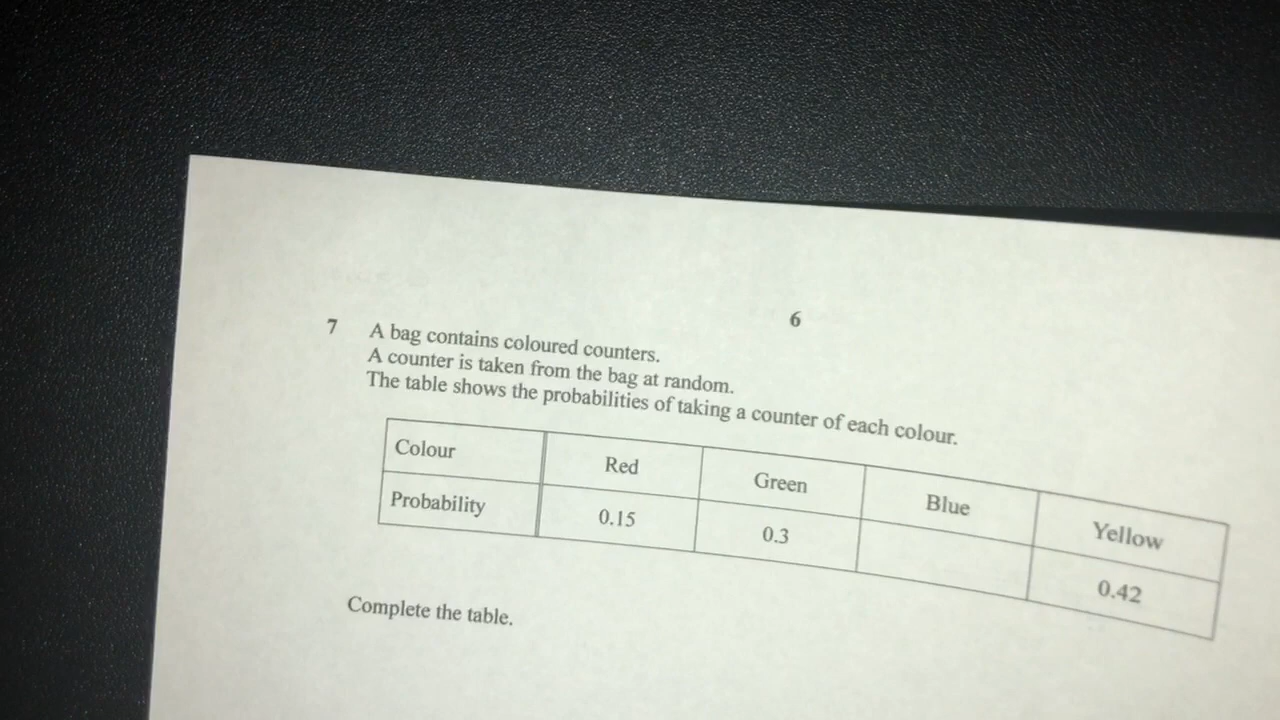 6
7 A bag contains coloured counters.
A counter is taken from the bag at random.
The table shows the probabilities of taking a counter of each colour.
Colour Red Green Blue Yellow
Probability 0.15 0.3 0.42
Complete the table.